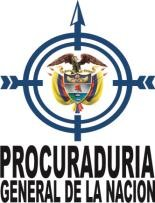 PROCURADURIA
GENERAL DE LA NACION